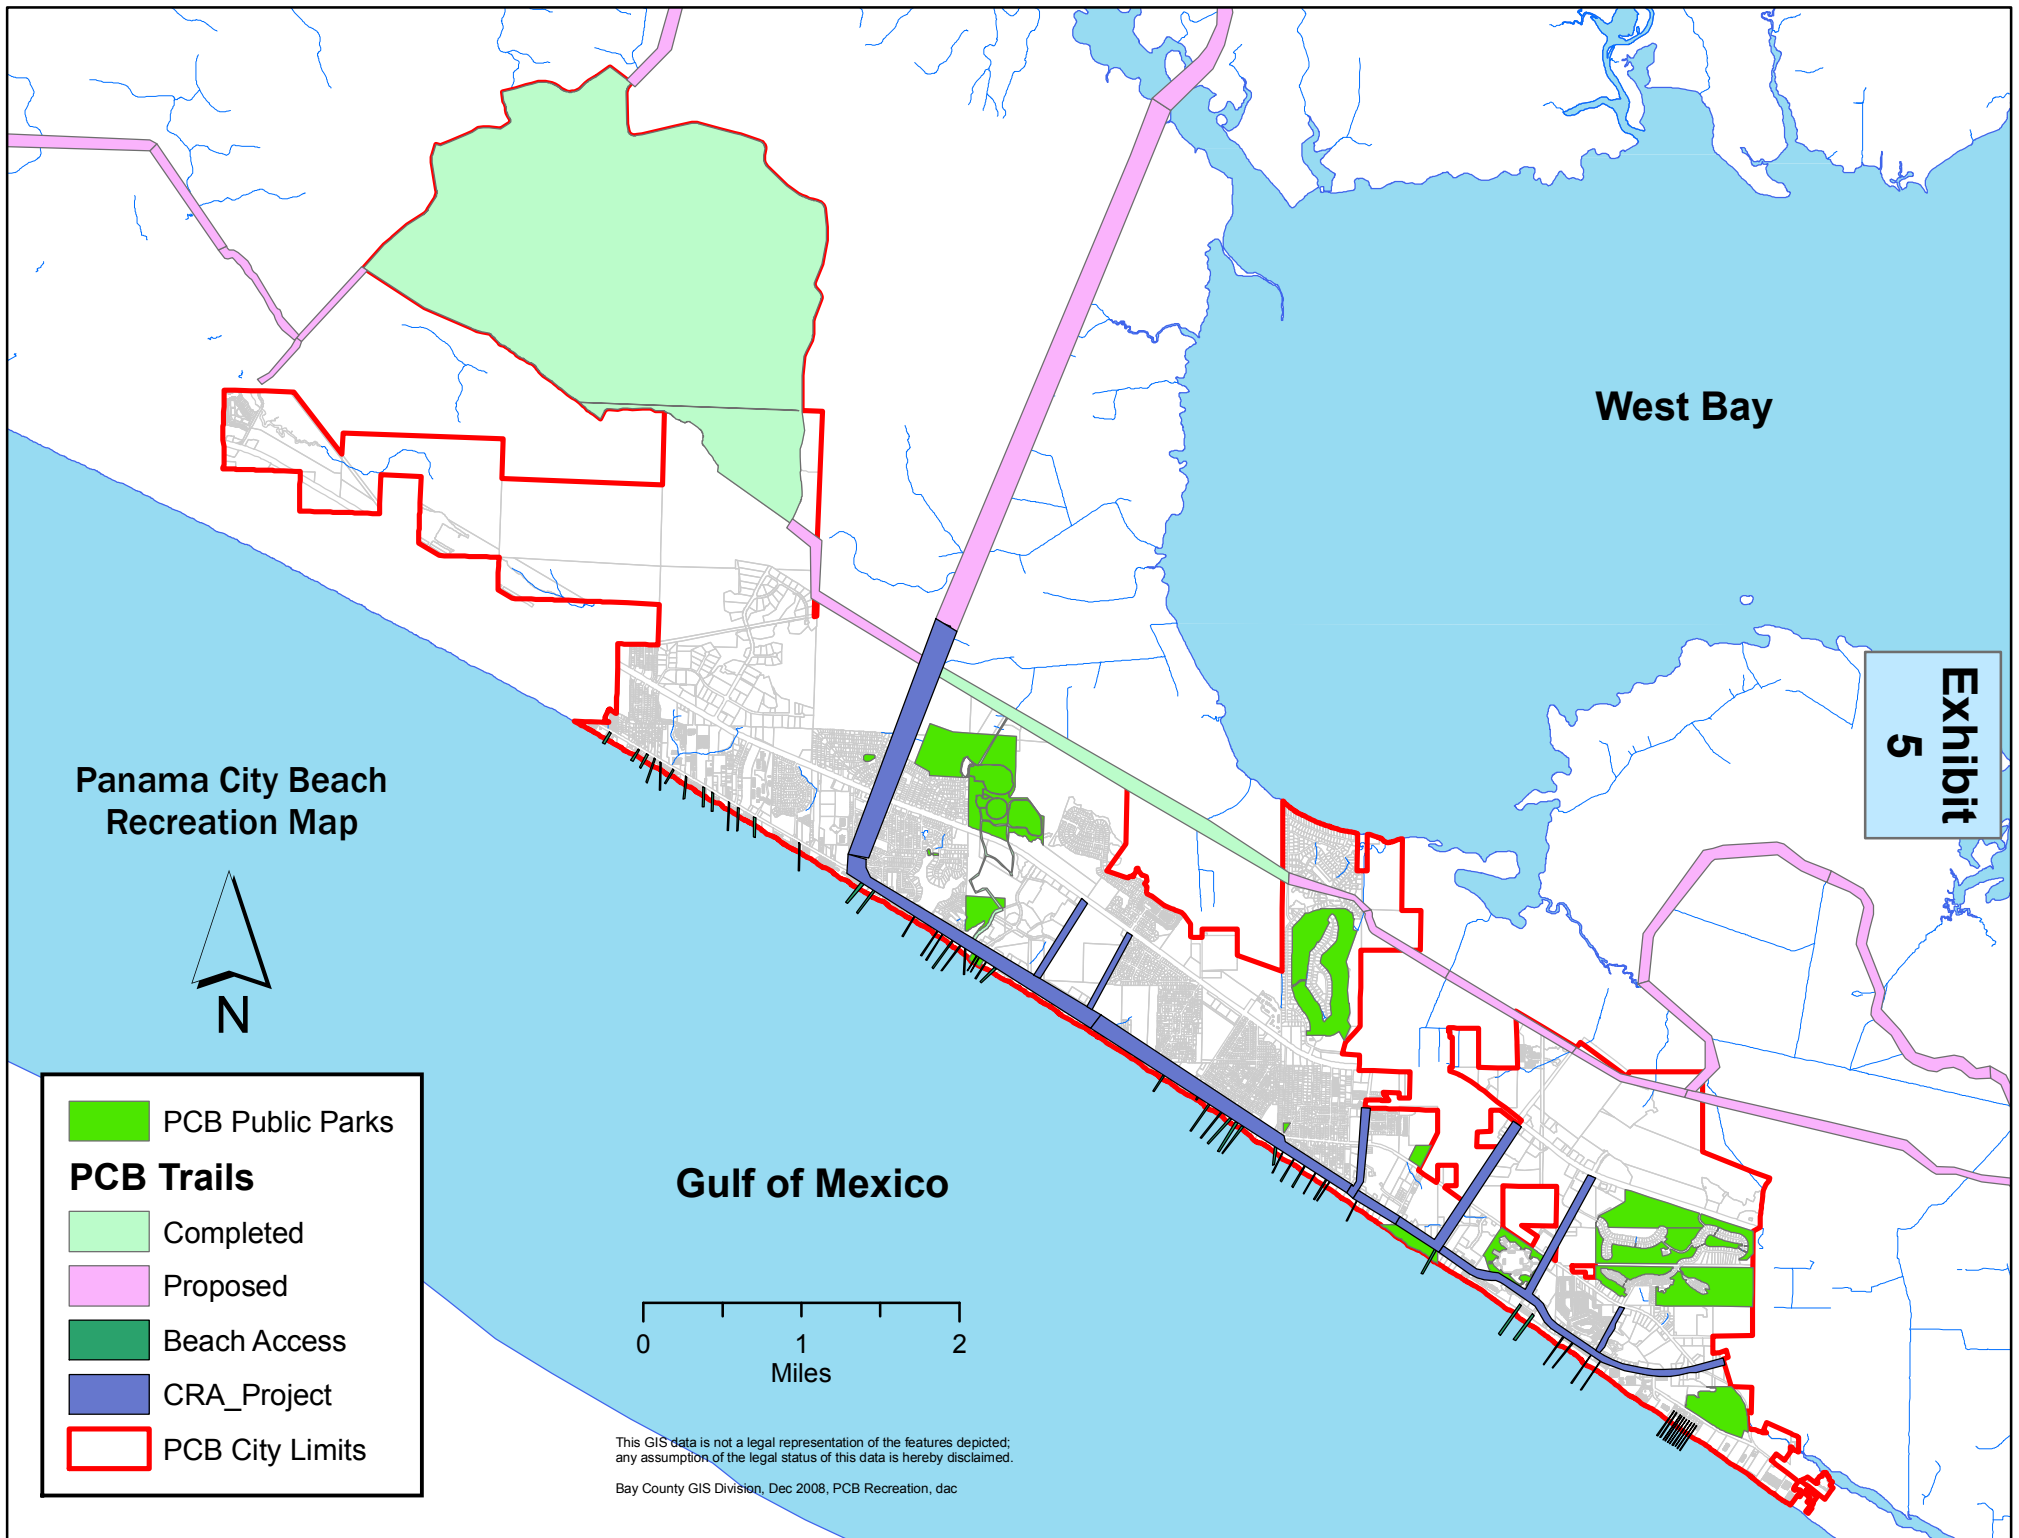 West Bay
Exhibit
5
Panama City Beach
Recreation Map
N
Gulf of Mexico
PCB Public Parks
PCB Trails
Completed
Proposed
Beach Access
CRA_Project
PCB City Limits
0 1 2
Miles
This GIS data is not a legal representation of the features depicted;
any assumption of the legal status of this data is hereby disclaimed.
Bay County GIS Division, Dec 2008, PCB Recreation, dac